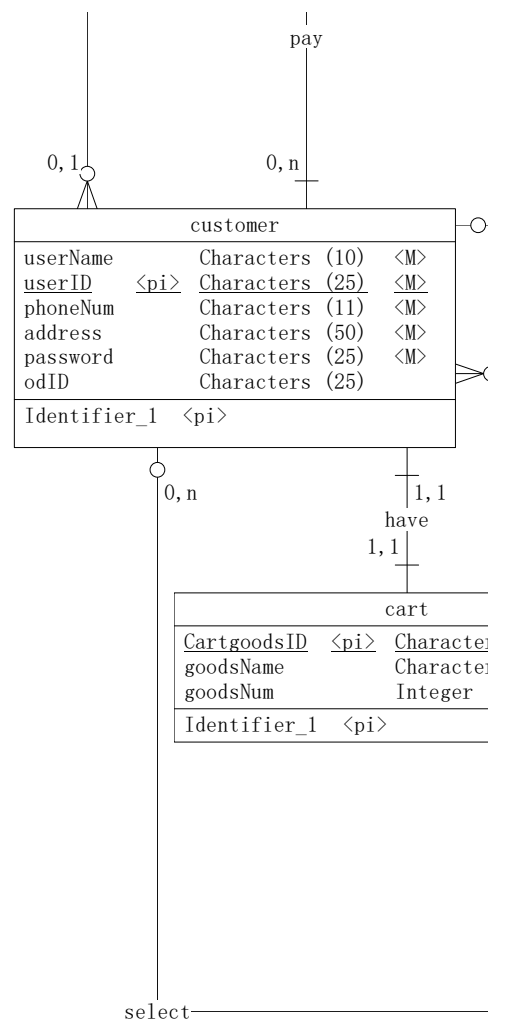 pay
0,1
0,n
customer
userName Characters (10) <M>
userID <pi> Characters (25) <M>
phoneNum Characters (11) <M>
address Characters (50) <M>
password Characters (25) <M>
odID Characters (25)
Identifier_1 <pi>
0,n
1,1
have
1,1
cart
CartgoodsID <pi> Character
goodsName Character
goodsNum Integer
Identifier_1 <pi>
select